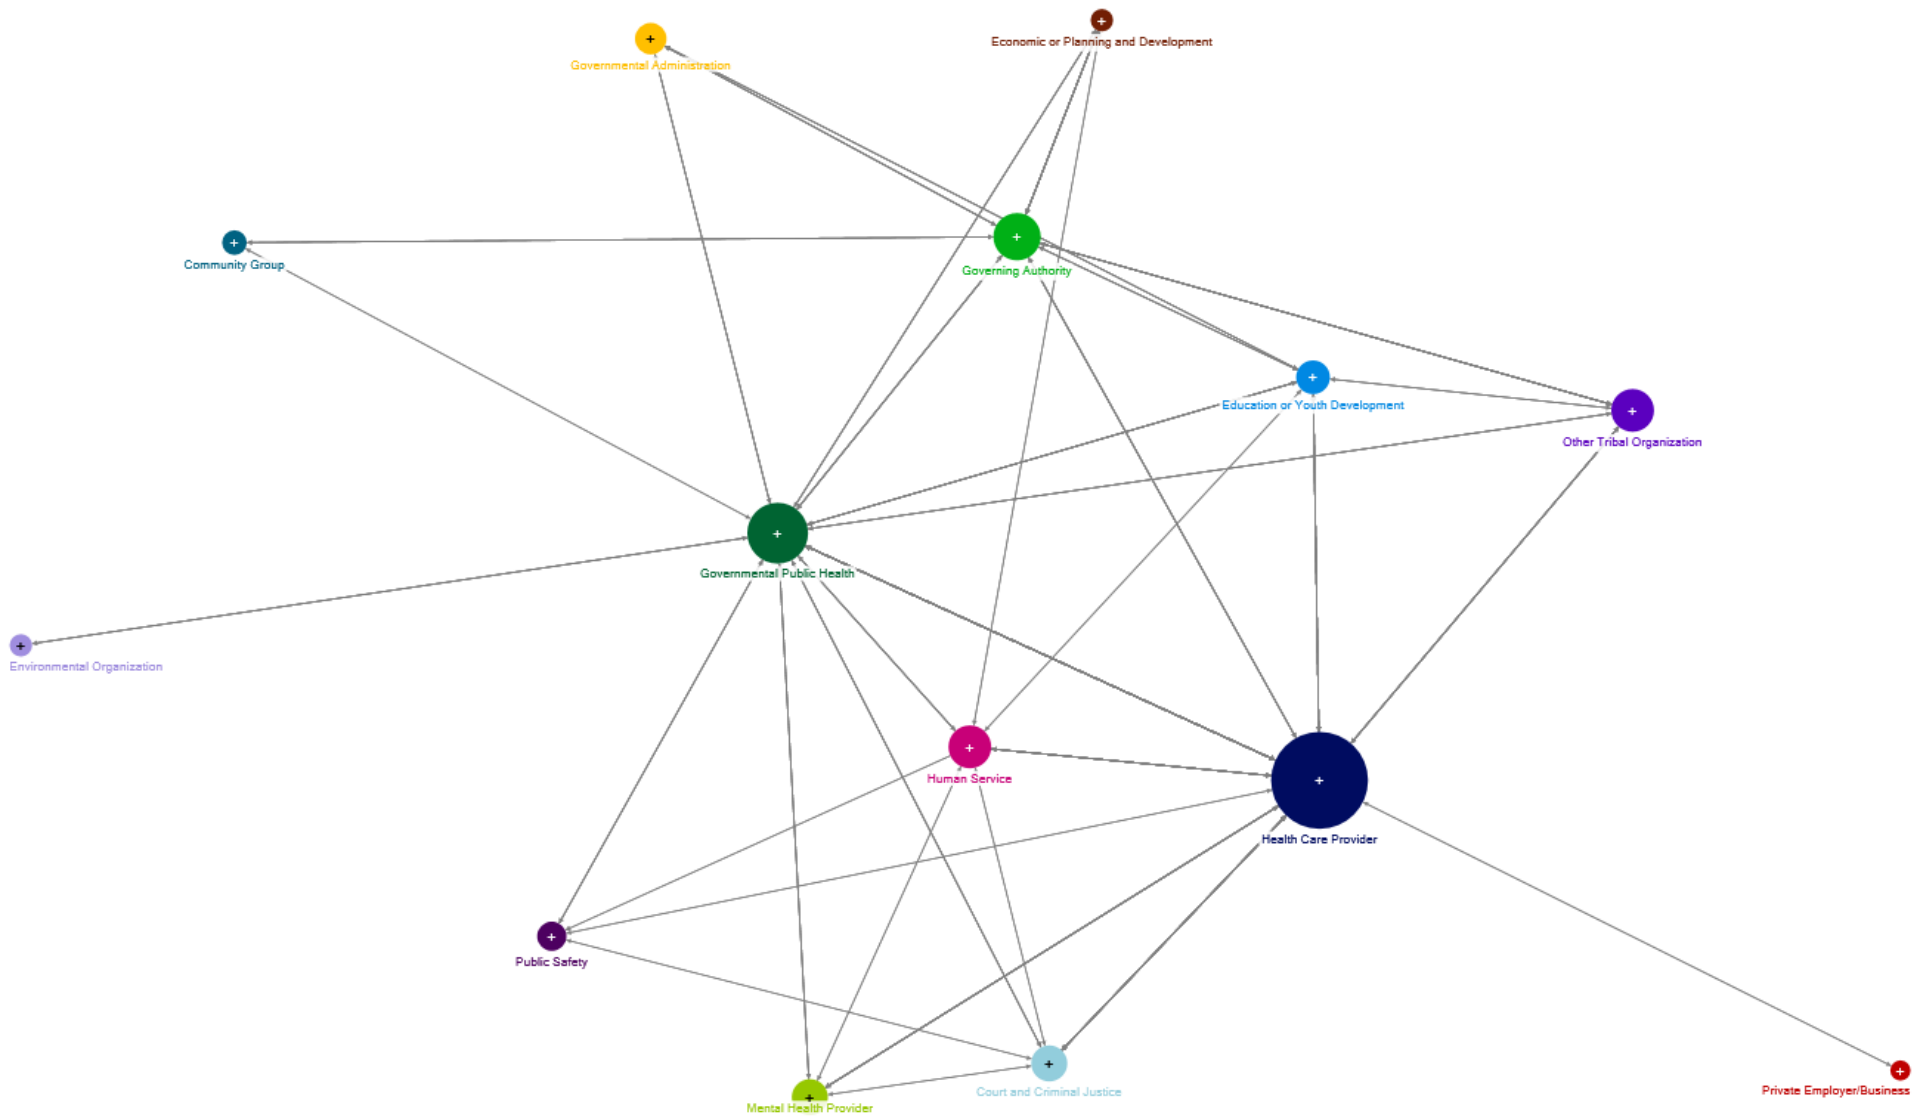 Economic or Planning and Development
Governmental Administration
Community Group
Governing Authority
Education or Youth Development
Other Tribal Organization
Governmental Public Health
Environmental Organization
Human Service
Health Care Provider
Public Safety
Court and Criminal Justice
Private Employer/Business
Mental Health Provider